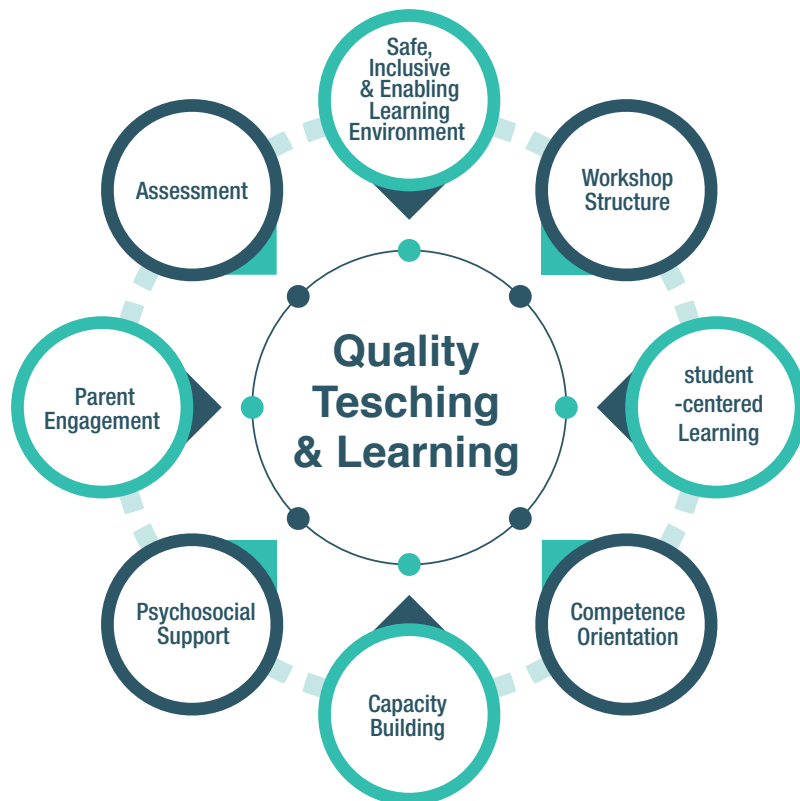 Safe,
Inclusive
& Enabling
Learning
Environment
Workshop
Structure
student
-centered
Learning
Competence
Orientation
Capacity
Building
Psychosocial
Support
Parent
Engagement
Assessment
Quality
Tesching
& Learning